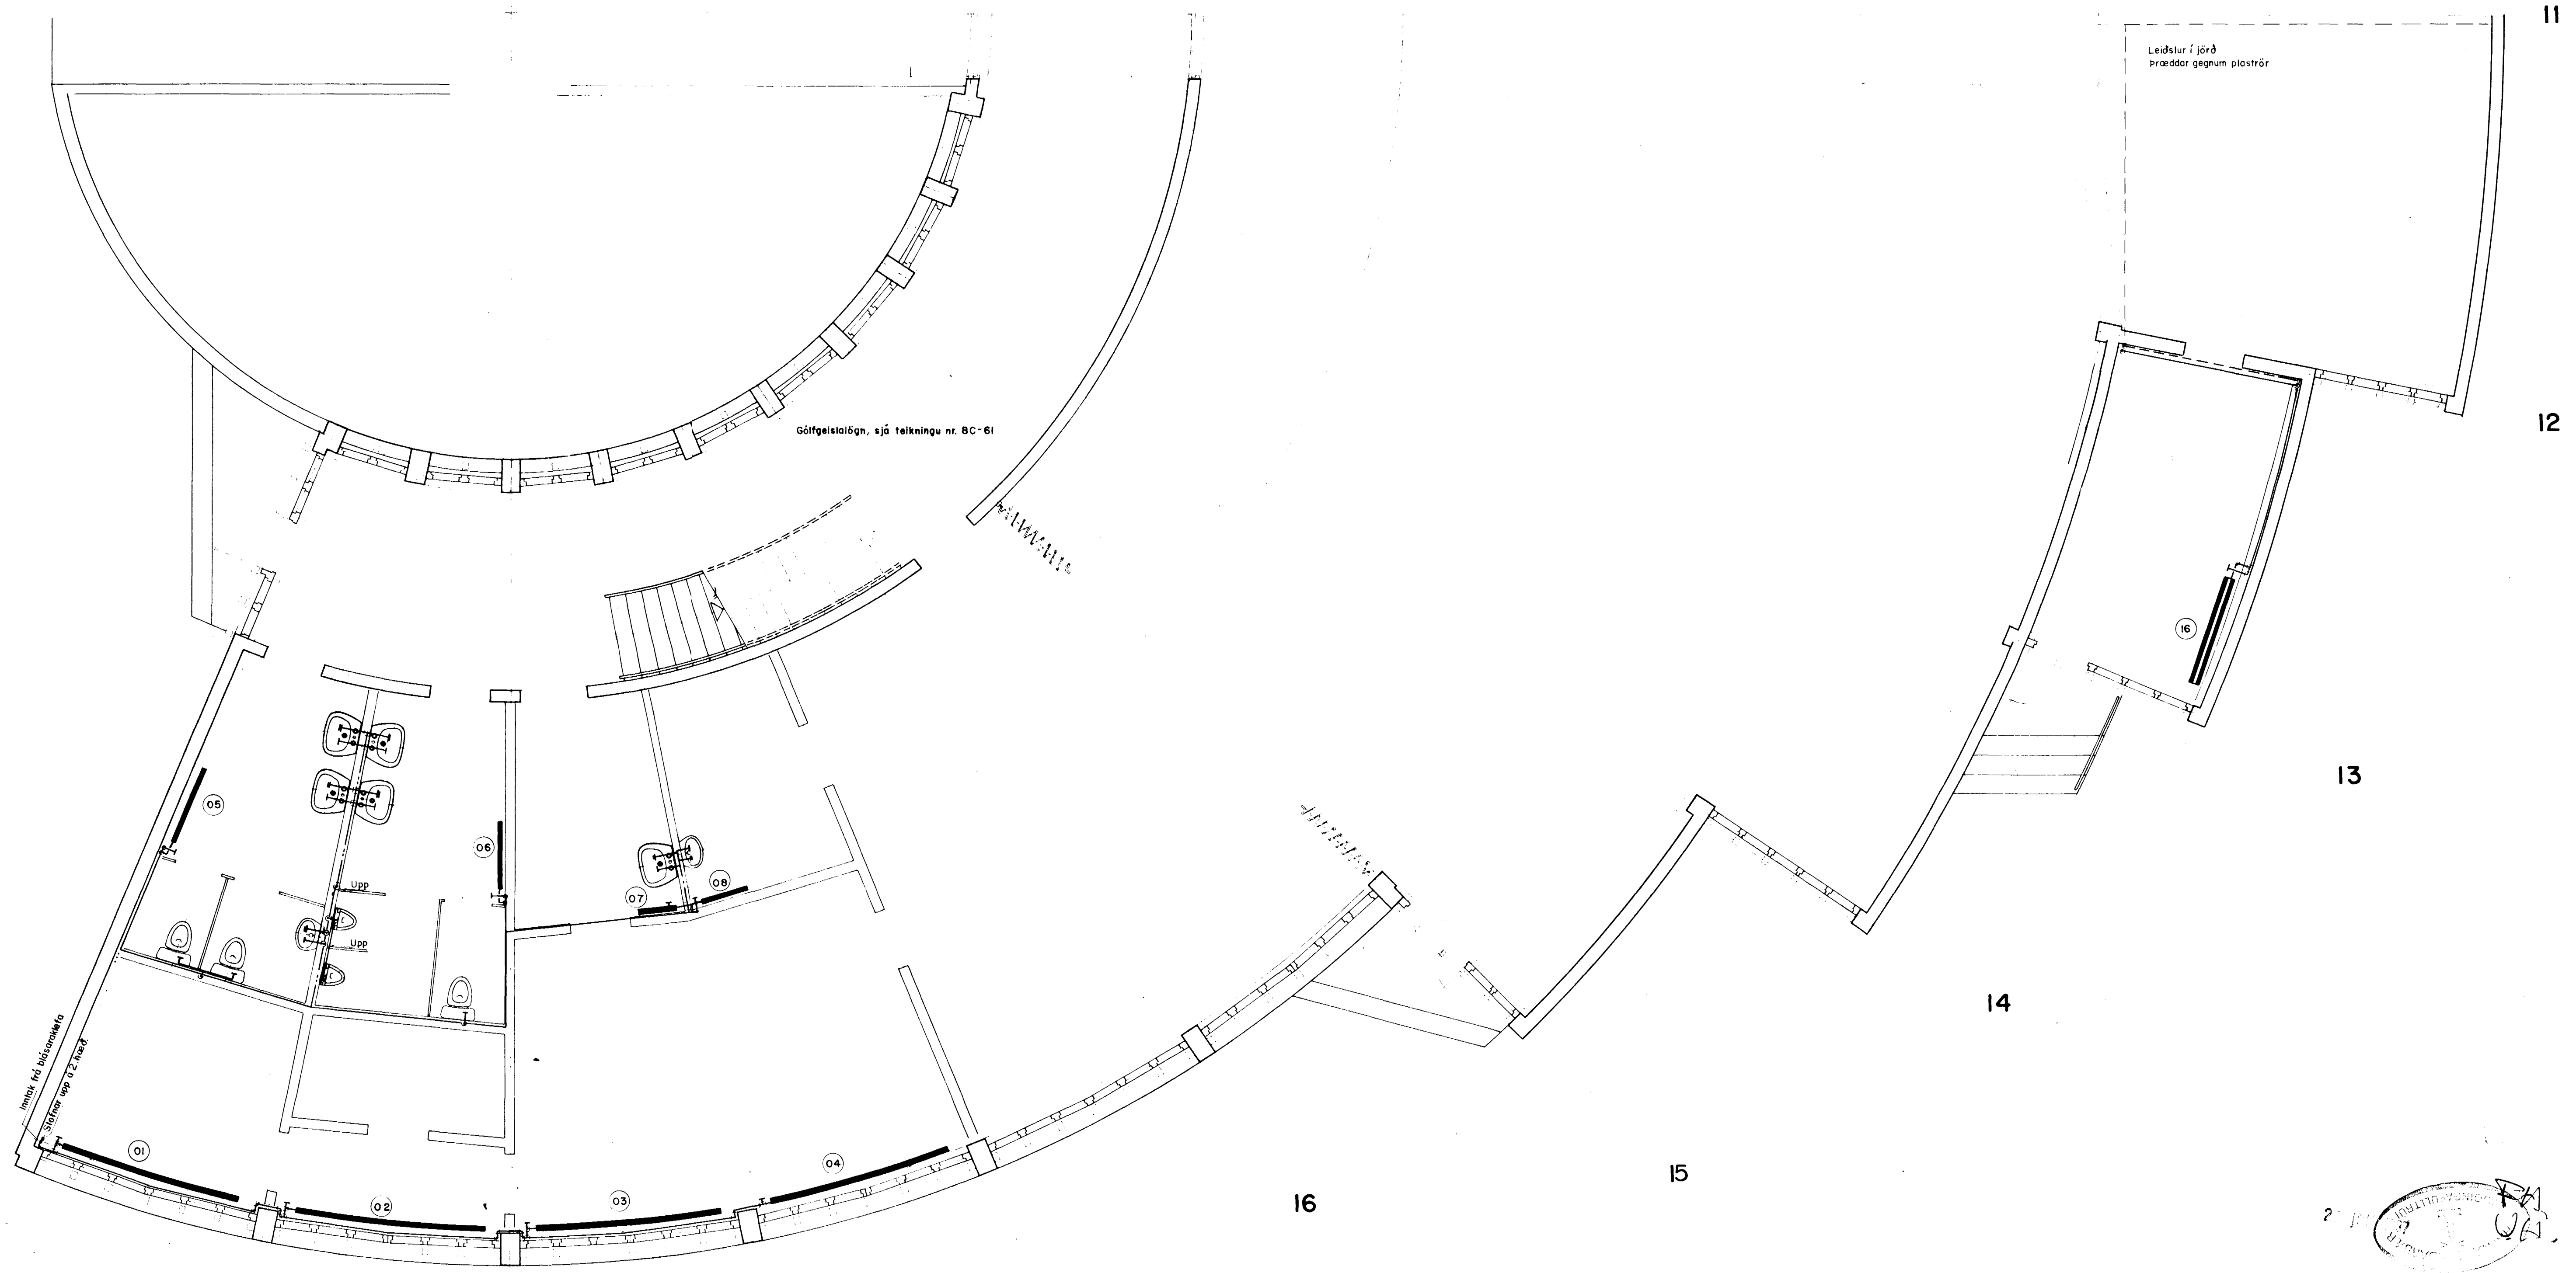 11
Leiðslur í jörð
Þræddar gegnum plaströr
Gólfgeislalögn, sjá teikningu nr. 8C-61
12
16
13
05
06
08
07
Upp
Upp
14
Inntak frá blásaraklefa
Stofnar upp á 2. hæð.
01
04
15
03
02
16